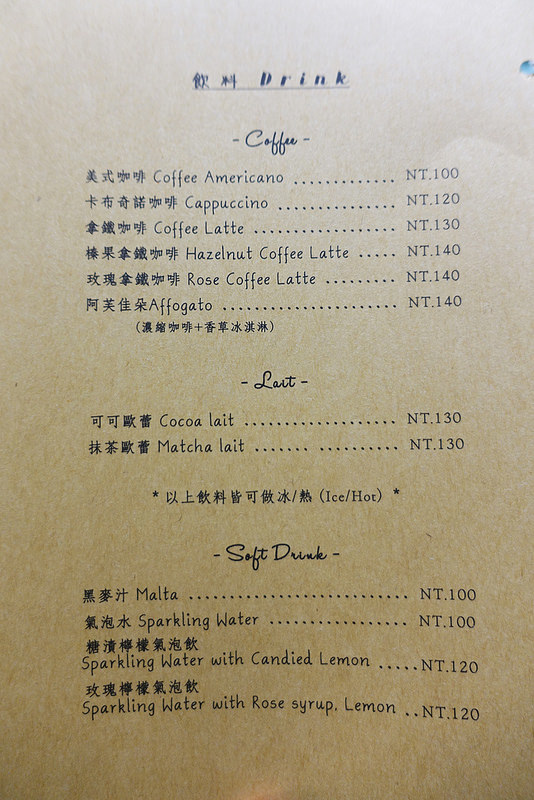 飲料 Drink
- Coffee -
美式咖啡 Coffee Americano ............. NT.100
卡布奇諾咖啡 Cappuccino ............... NT.120
拿鐵咖啡 Coffee Latte .................. NT.130
榛果拿鐵咖啡 Hazelnut Coffee Latte ..... NT.140
玫瑰拿鐵咖啡 Rose Coffee Latte ......... NT.140
阿芙佳朵Affogato ...................... NT.140
(濃縮咖啡+香草冰淇淋)
- Lait -
可可歐蕾 Cocoa lait ................... NT.130
抹茶歐蕾 Matcha lait ....... .......... NT.130
* 以上飲料皆可做冰/熱 (Ice/Hot) *
- Soft Drink -
黑麥汁 Malta ........................... NT.100
氣泡水 Sparkling Water ................. NT.100
糖漬檸檬氣泡飲
Sparkling Water with Candied Lemon .....NT.120
玫瑰檸檬氣泡飲
Sparkling Water with Rose syrup, Lemon ..NT.120